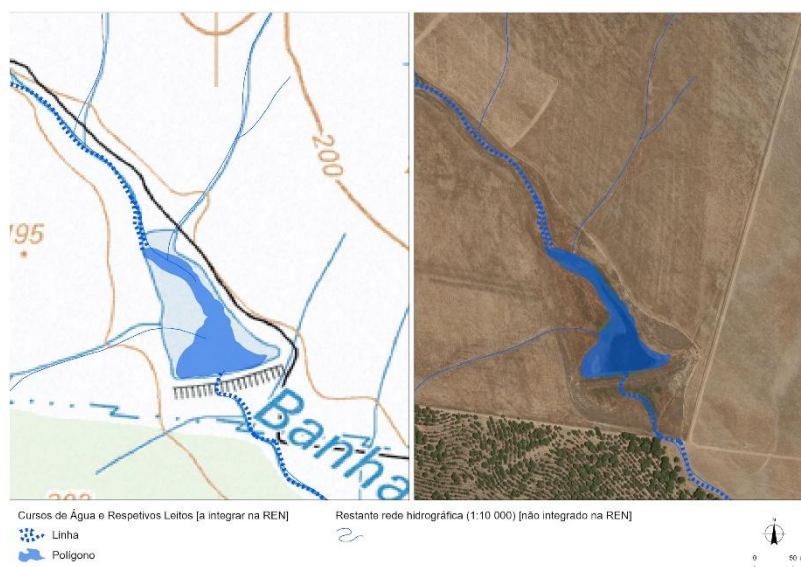 200
195
Banha
Cursos de Água e Respetivos Leitos [a integrar na REN]
Linha
Polígono
Restante rede hidrográfica (1:10 000) [não integrado na REN]
N
0 50